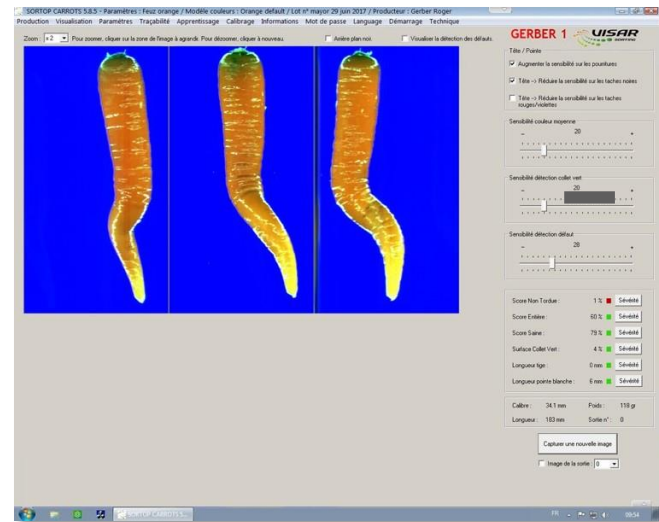 SORTOP CARROTS 5.8.5 - Paramètres : Feuz orange / Modèle couleurs : Orange default / Lot n° mayor 29 juin 2017 / Producteur : Gerber Roger
Production Visualisation Paramètres Traçabilité Apprentissage Calibrage Informations Mot de passe Language Démarrage Technique
Zoom : ×2 Pour zoomer, cliquer sur la zone de l'image à agrandir. Pour dézoomer, cliquer à nouveau. Arrière plan noir. Visualiser la détection des défauts.
GERBER 1 VISAR
SORTING
Tête / Pointe
Augmenter la sensibilité sur les pourritures
Tête -> Réduire la sensibilité sur les taches noires
Tête -> Réduire la sensibilité sur les taches
rouges/violettes
Sensibilité couleur moyenne
- 20 +
Sensibilité détection collet vert
- 20 +
Sensibilité détection défaut
- 28 +
Score Non Tordue : 1 % Sévérité
Score Entière : 60 % Sévérité
Score Saine : 79 % Sévérité
Surface Collet Vert : 4 % Sévérité
Longueur tige : 0 mm Sévérité
Longueur pointe blanche : 6 mm Sévérité
Calibre : 34.1 mm Poids : 118 gr
Longueur : 183 mm Sortie n° : 0
Capturer une nouvelle image
Image de la sortie : 0
SORTOP CARROTS 5...
FR 08:54